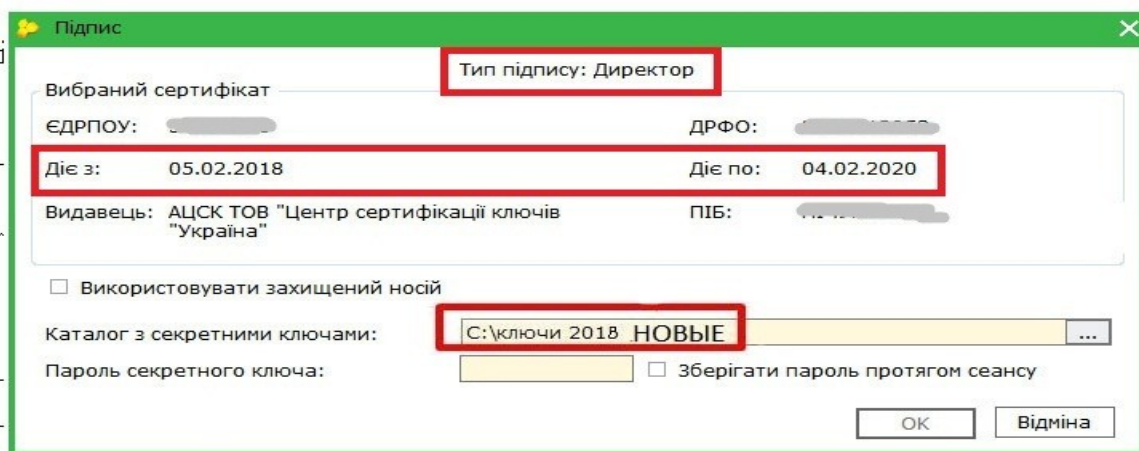 Підпис
Тип підпису: Директор
Вибраний сертифікат
ЄДРПОУ: ДРФО:
Діє з: 05.02.2018 Діє по: 04.02.2020
Видавець: АЦСК ТОВ "Центр сертифікації ключів ПІБ:
"Україна"
Використовувати захищений носій
Каталог з секретними ключами: C:\ключи 2018 НОВЫЕ ...
Пароль секретного ключа: Зберігати пароль протягом сеансу
OK Відміна